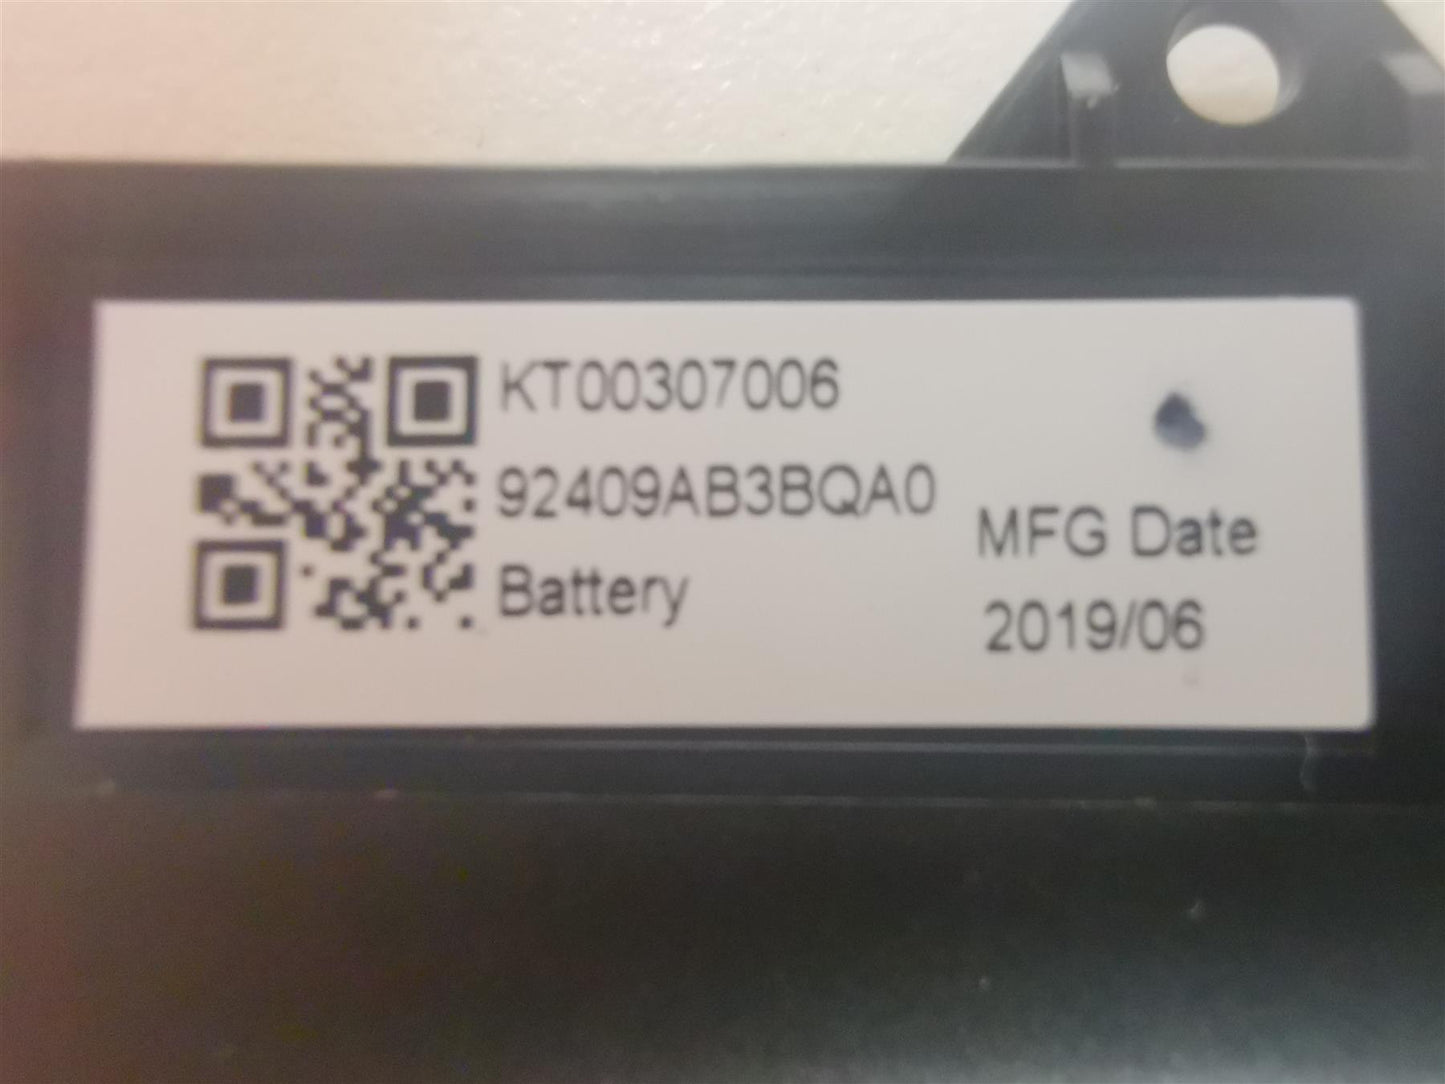 KT00307006
92409AB3BQA0
Battery
MFG Date
2019/06